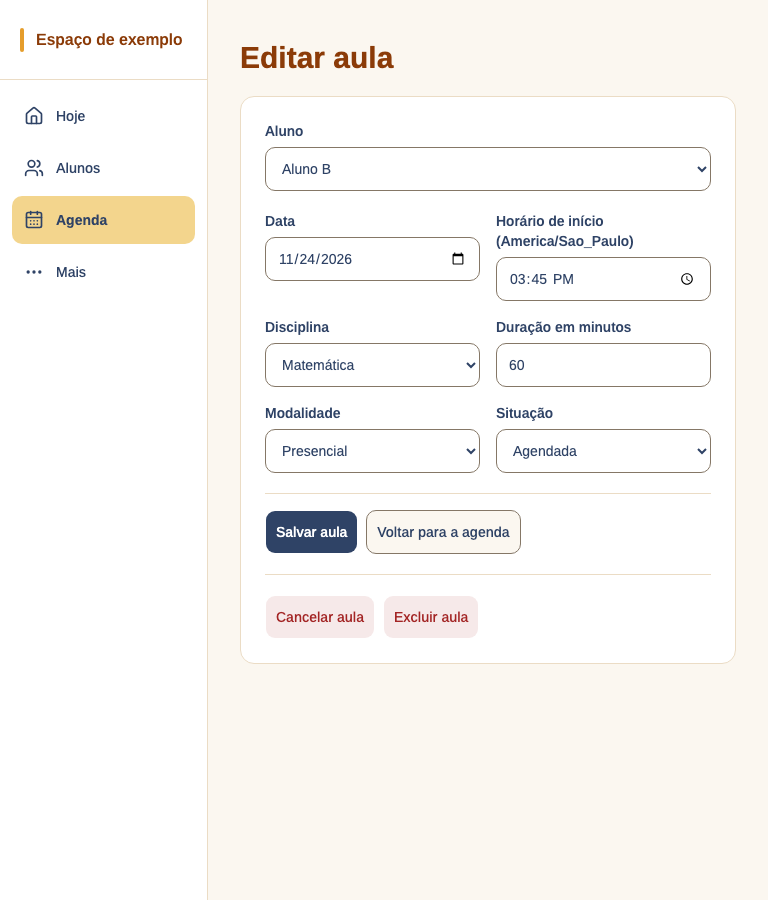 Espaço de exemplo
Hoje
Alunos
Agenda
Mais
Editar aula
Aluno
Aluno B
Data
11/24/2026
Horário de início
(America/Sao_Paulo)
03:45 PM
Disciplina
Matemática
Duração em minutos
60
Modalidade
Presencial
Situação
Agendada
Salvar aula
Voltar para a agenda
Cancelar aula
Excluir aula